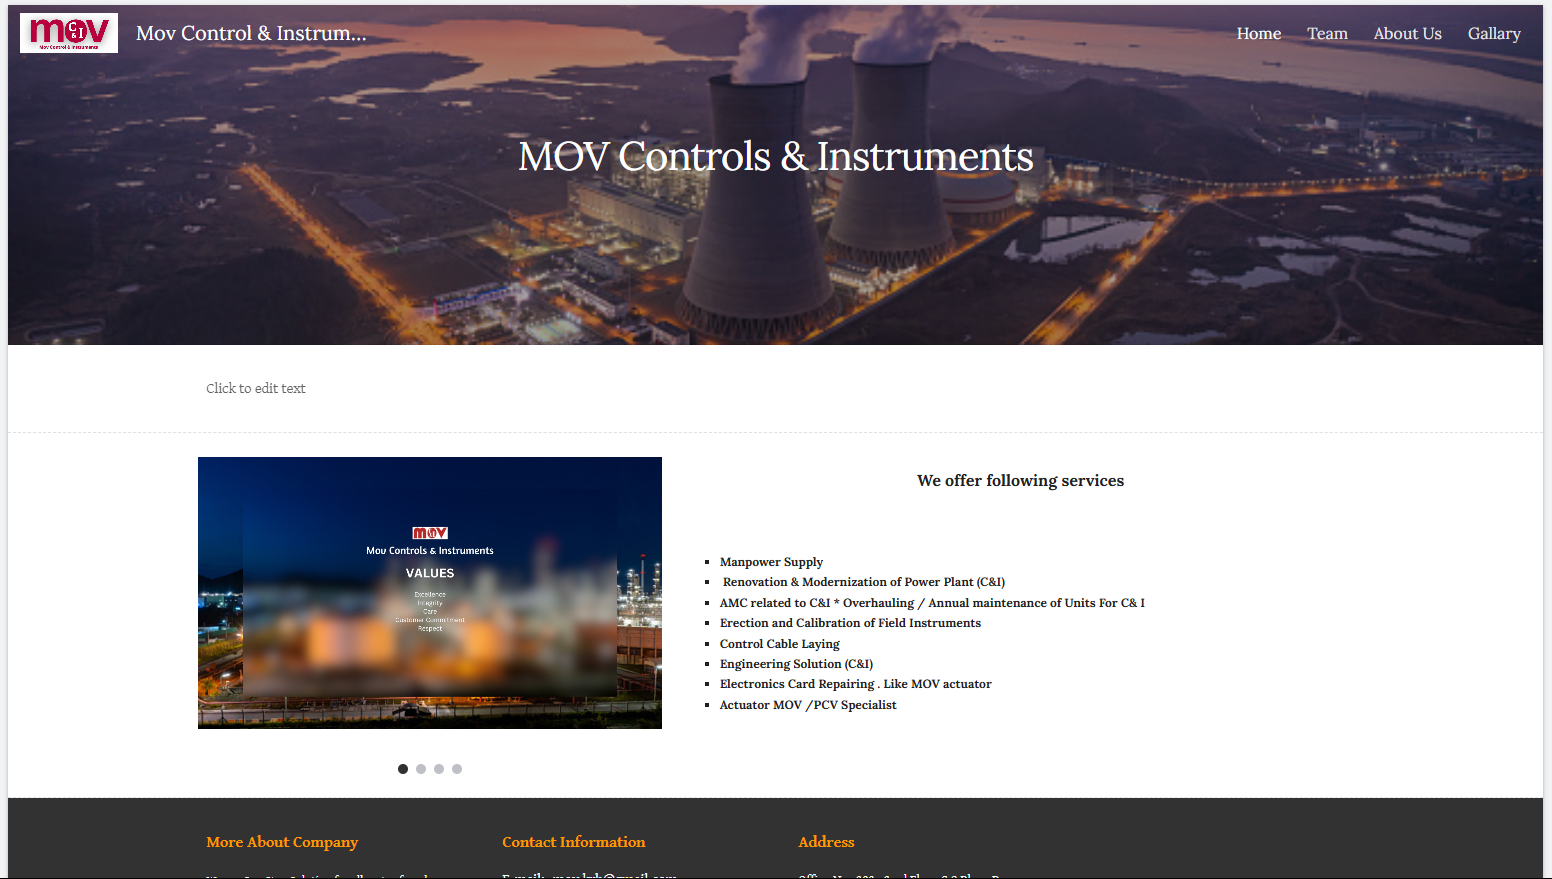 mov C&I
Mov Control & Instruments
Mov Control & Instrum...
Home Team About Us Gallary
MOV Controls & Instruments
Click to edit text
mov
Mov Controls & Instruments
VALUES
Excellence
Integrity
Care
Customer Commitment
Respect
We offer following services
▪ Manpower Supply
▪ Renovation & Modernization of Power Plant (C&I)
▪ AMC related to C&I * Overhauling / Annual maintenance of Units For C& I
▪ Erection and Calibration of Field Instruments
▪ Control Cable Laying
▪ Engineering Solution (C&I)
▪ Electronics Card Repairing . Like MOV actuator
▪ Actuator MOV /PCV Specialist
More About Company
Contact Information
Address